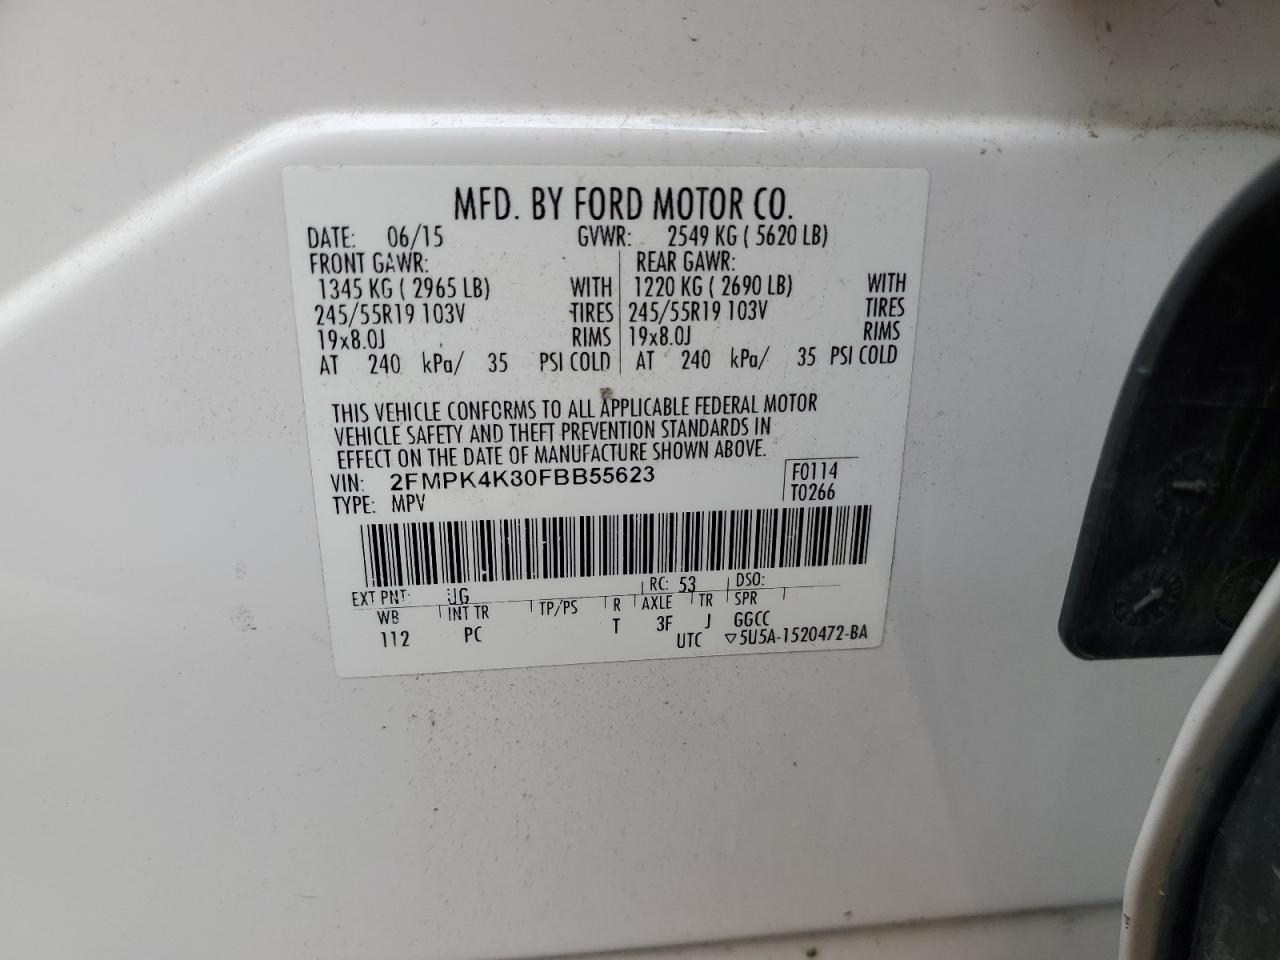 MFD. BY FORD MOTOR CO.
DATE: 06/15 GVWR: 2549 KG ( 5620 LB)
FRONT GAWR: REAR GAWR:
1345 KG ( 2965 LB) WITH 1220 KG ( 2690 LB) WITH
245/55R19 103V TIRES 245/55R19 103V TIRES
19x8.0J RIMS 19x8.0J RIMS
AT 240 kPa/ 35 PSI COLD AT 240 kPa/ 35 PSI COLD
THIS VEHICLE CONFORMS TO ALL APPLICABLE FEDERAL MOTOR
VEHICLE SAFETY AND THEFT PREVENTION STANDARDS IN
EFFECT ON THE DATE OF MANUFACTURE SHOWN ABOVE.
VIN: 2FMPK4K30FBB55623 F0114
TYPE: MPV T0266
EXT PNT: UG RC: 53 DSO:
WB INT TR TP/PS R AXLE TR SPR
112 PC T 3F J GGCC
UTC ▽5U5A-1520472-BA